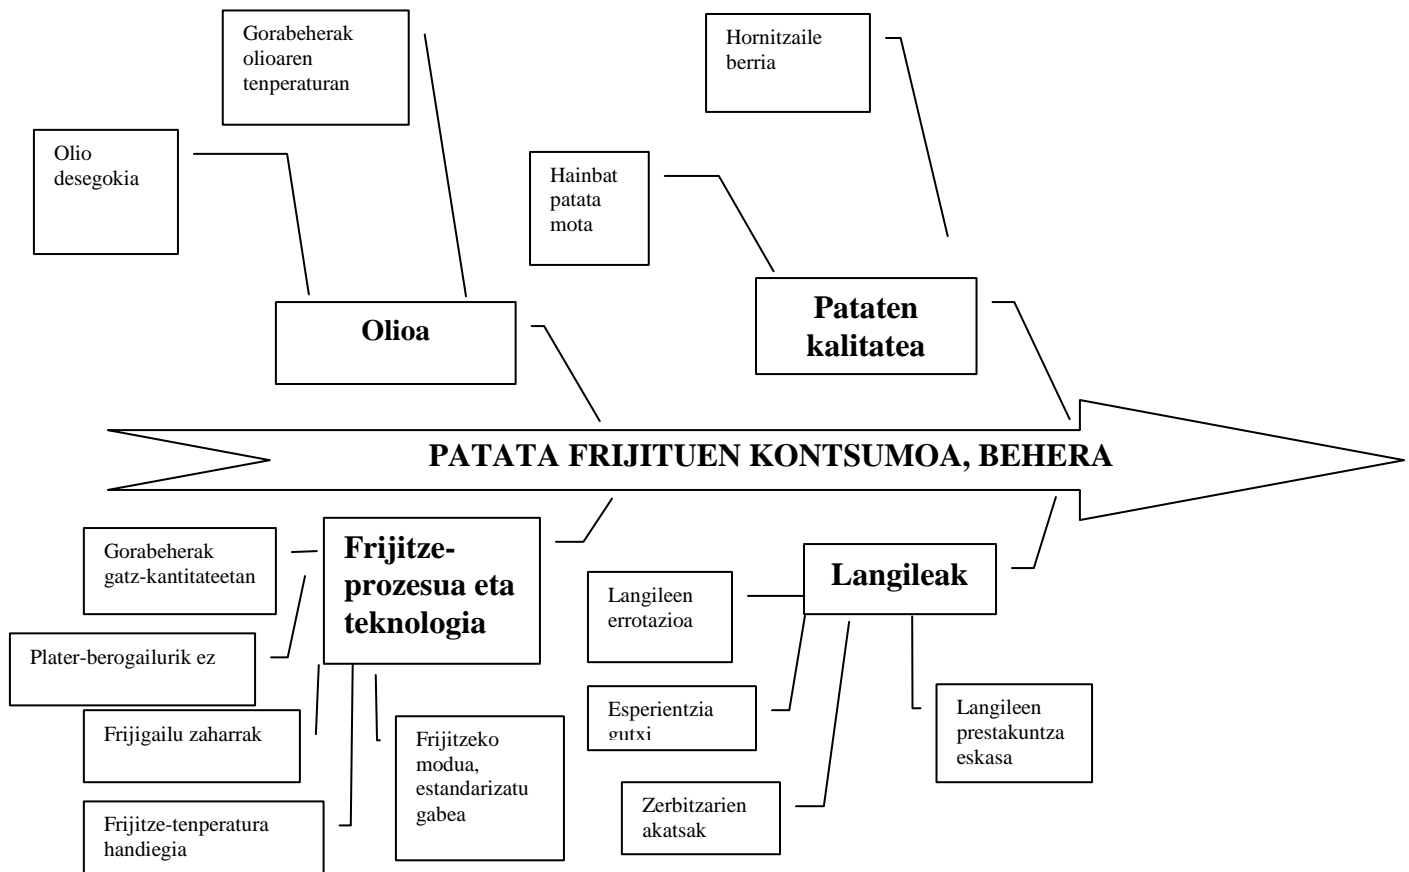 Gorabeherak
olioaren
tenperaturan
Hornitzaile
berria
Olio
desegokia
Hainbat
patata
mota
Olioa
Pataten
kalitatea
PATATA FRIJITUEN KONTSUMOA, BEHERA
Gorabeherak
gatz-kantitateetan
Frijitze-
prozesua eta
teknologia
Plater-berogailurik ez
Frijigailu zaharrak
Frijitze-tenperatura
handiegia
Frijitzeko
modua,
estandarizatu
gabea
Langileak
Langileen
errotazioa
Esperientzia
gutxi
Zerbitzarien
akatsak
Langileen
prestakuntza
eskasa